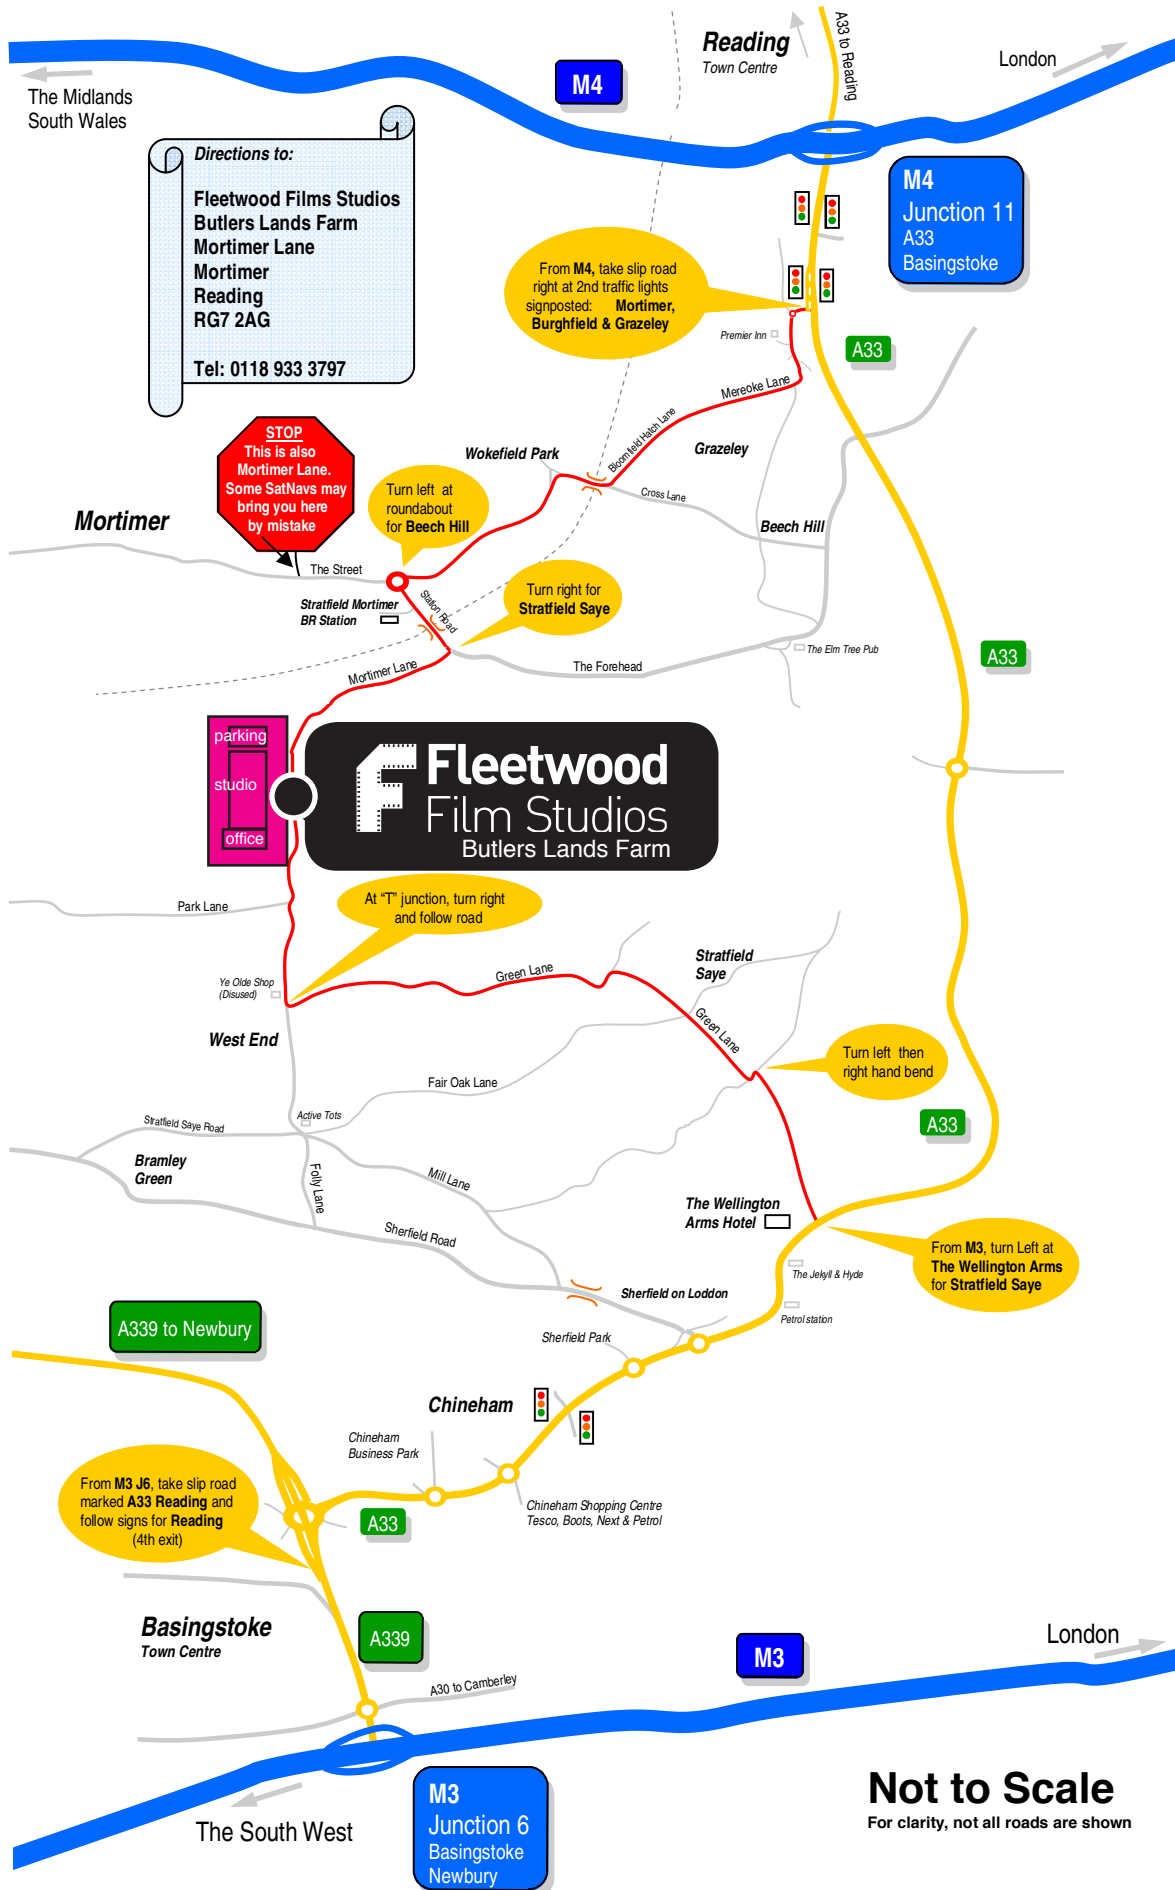 Reading
Town Centre
A33 to Reading
London
M4
The Midlands
South Wales
Directions to:
Fleetwood Films Studios
Butlers Lands Farm
Mortimer Lane
Mortimer
Reading
RG7 2AG
Tel: 0118 933 3797
M4
Junction 11
A33
Basingstoke
From M4, take slip road
right at 2nd traffic lights
signposted: Mortimer,
Burghfield & Grazeley
Premier Inn
A33
Mereoke Lane
Bloomfield Hatch Lane
Grazeley
Wokefield Park
Cross Lane
Beech Hill
STOP
This is also
Mortimer Lane.
Some SatNavs may
bring you here
by mistake
Turn left at
roundabout
for Beech Hill
Mortimer
The Street
Stratfield Mortimer
BR Station
Station Road
Turn right for
Stratfield Saye
The Elm Tree Pub
A33
The Forehead
Mortimer Lane
parking
studio
office
Fleetwood
Film Studios
Butlers Lands Farm
Park Lane
At “T” junction, turn right
and follow road
Ye Olde Shop
(Disused)
Green Lane
Stratfield
Saye
Green Lane
West End
Turn left then
right hand bend
Fair Oak Lane
Active Tots
Stratfield Saye Road
A33
Bramley
Green
Folly Lane
Mill Lane
Sherfield Road
The Wellington
Arms Hotel
From M3, turn Left at
The Wellington Arms
for Stratfield Saye
The Jekyll & Hyde
Sherfield on Loddon
Petrol station
A339 to Newbury
Sherfield Park
Chineham
Chineham
Business Park
From M3 J6, take slip road
marked A33 Reading and
follow signs for Reading
(4th exit)
A33
Chineham Shopping Centre
Tesco, Boots, Next & Petrol
Basingstoke
Town Centre
A339
M3
London
A30 to Camberley
M3
Junction 6
Basingstoke
Newbury
The South West
Not to Scale
For clarity, not all roads are shown